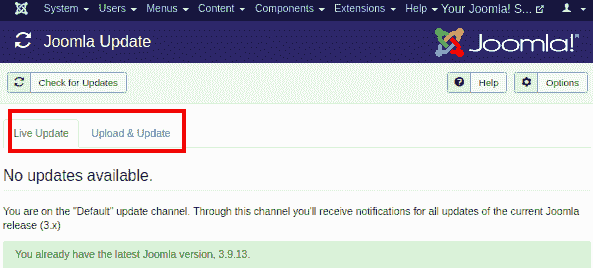 System Users Menus Content Components Extensions Help Your Joomla! S...
Joomla Update
Joomla!
Check for Updates
Help
Options
Live Update
Upload & Update
No updates available.
You are on the "Default" update channel. Through this channel you'll receive notifications for all updates of the current Joomla
release (3.x)
You already have the latest Joomla version, 3.9.13.